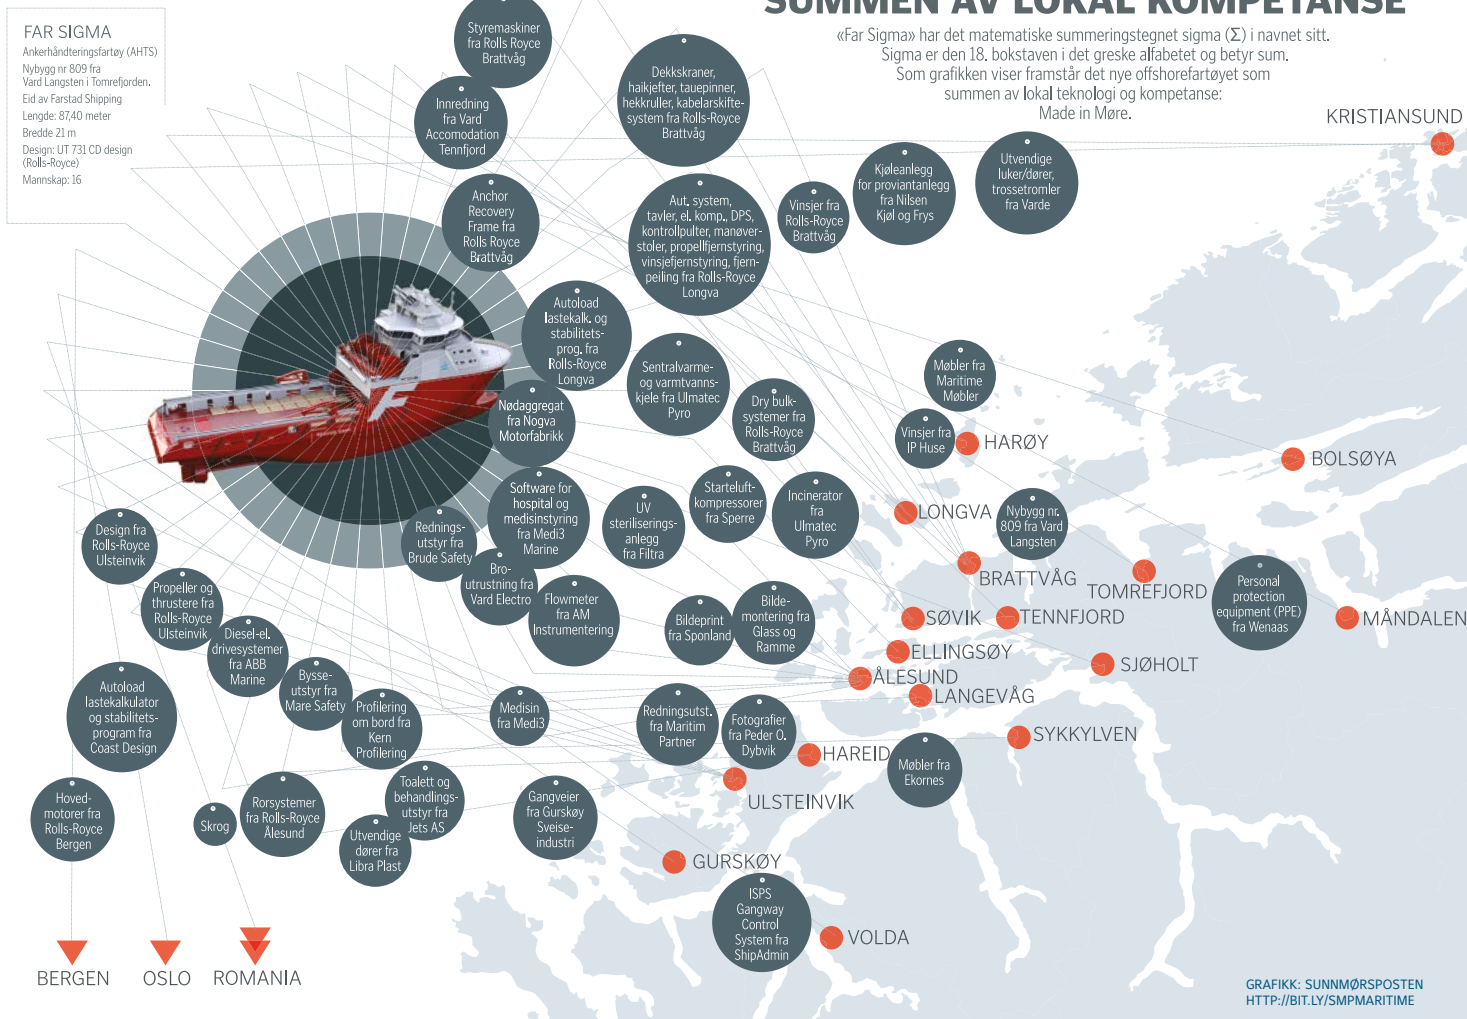 SUMMEN AV LOKAL KOMPETANSE
«Far Sigma» har det matematiske summeringstegnet sigma (Σ) i navnet sitt.
Sigma er den 18. bokstaven i det greske alfabetet og betyr sum.
Som grafikken viser framstår det nye offshorefartøyet som
summen av lokal teknologi og kompetanse:
Made in Møre.
FAR SIGMA
Ankerhåndteringsfartøy (AHTS)
Nybygg nr 809 fra
Vard Langsten i Tomrefjorden.
Eid av Farstad Shipping
Lengde: 87,40 meter
Bredde 21 m
Design: UT 731 CD design
(Rolls-Royce)
Mannskap: 16
Styremaskiner
fra Rolls Royce
Brattvåg
Innredning
fra Vard
Accomodation
Tennfjord
Dekkskraner,
haikjefter, tauepinner,
hekkruller, kabelarskifte-
system fra Rolls-Royce
Brattvåg
Anchor
Recovery
Frame fra
Rolls Royce
Brattvåg
Aut. system,
tavler, el. komp., DPS,
kontrollpulter, manøver-
stoler, propellfjernstyring,
vinsjefjernstyring, fjern-
peiling fra Rolls-Royce
Longva
Vinsjer fra
Rolls-Royce
Brattvåg
Kjøleanlegg
for proviantanlegg
fra Nilsen
Kjøl og Frys
Utvendige
luker/dører,
trossetromler
fra Varde
KRISTIANSUND
Autoload
lastekalk. og
stabilitets-
prog. fra
Rolls-Royce
Longva
Sentralvarme-
og varmtvanns-
kjele fra Ulmatec
Pyro
Nødaggregat
fra Nogva
Motorfabrikk
Dry bulk-
systemer fra
Rolls-Royce
Brattvåg
Møbler fra
Maritime
Møbler
Vinsjer fra
IP Huse
HARØY
BOLSØYA
Software for
hospital og
medisinstyring
fra Medi3
Marine
UV
steriliserings-
anlegg
fra Filtra
Starteluft-
kompressorer
fra Sperre
Incinerator
fra
Ulmatec
Pyro
LONGVA
Nybygg nr.
809 fra Vard
Langsten
BRATTVÅG
TOMREFJORD
Design fra
Rolls-Royce
Ulsteinvik
Rednings-
utstyr fra
Brude Safety
Bro-
utrustning fra
Vard Electro
Personal
protection
equipment (PPE)
fra Wenaas
MÅNDALEN
Propeller og
thrustere fra
Rolls-Royce
Ulsteinvik
Flowmeter
fra AM
Instrumentering
Bildeprint
fra Sponland
Bilde-
montering fra
Glass og
Ramme
SØVIK
TENNFJORD
ELLINGSØY
SJØHOLT
ÅLESUND
LANGEVÅG
Diesel-el.
drivesystemer
fra ABB
Marine
Bysse-
utstyr fra
Mare Safety
Autoload
lastekalkulator
og stabilitets-
program fra
Coast Design
Profilering
om bord fra
Kern
Profilering
Medisin
fra Medi3
Redningsutst.
fra Maritim
Partner
Fotografier
fra Peder O.
Dybvik
SYKKYLVEN
HAREID
Møbler fra
Ekornes
ULSTEINVIK
Hoved-
motorer fra
Rolls-Royce
Bergen
Skrog
Rorsystemer
fra Rolls-Royce
Ålesund
Toalett og
behandlings-
utstyr fra
Jets AS
Utvendige
dører fra
Libra Plast
Gangveier
fra Gurskøy
Sveise-
industri
GURSKØY
ISPS
Gangway
Control
System fra
ShipAdmin
VOLDA
BERGEN
OSLO
ROMANIA
GRAFIKK: SUNNMØRSPOSTEN
HTTP://BIT.LY/SMPMARITIME